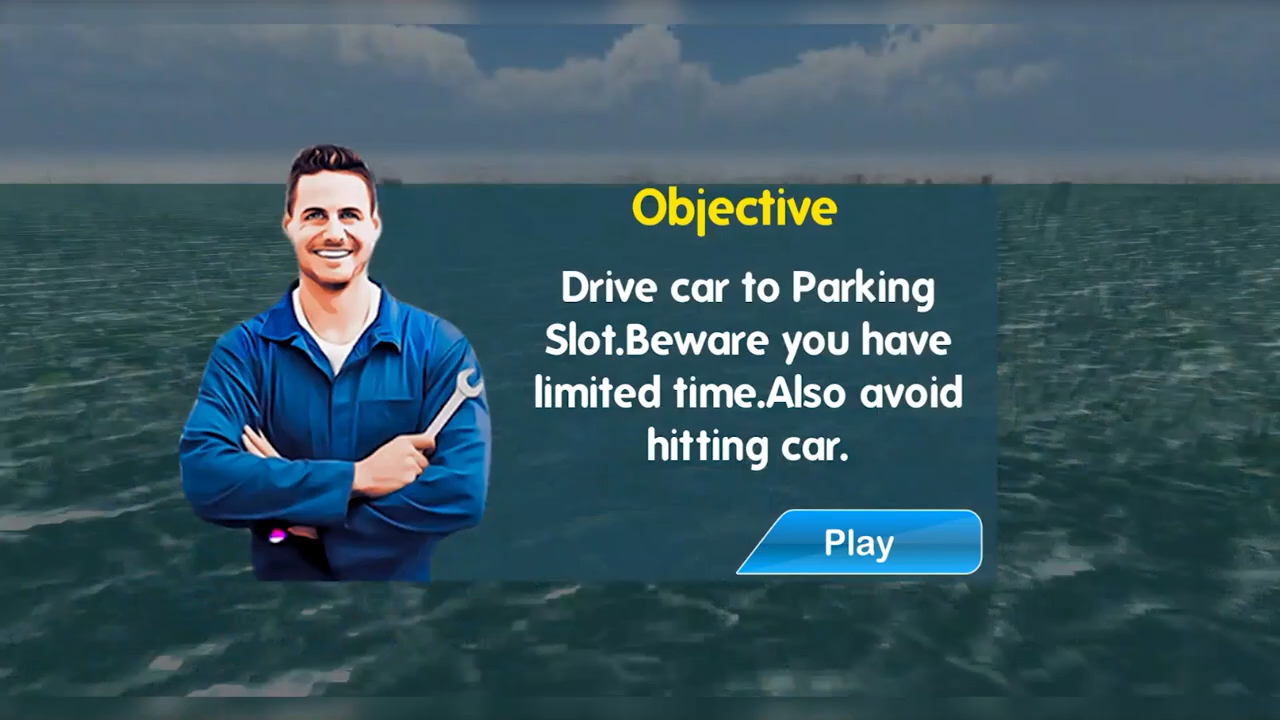 Objective
Drive car to Parking
Slot.Beware you have
limited time.Also avoid
hitting car.
Play